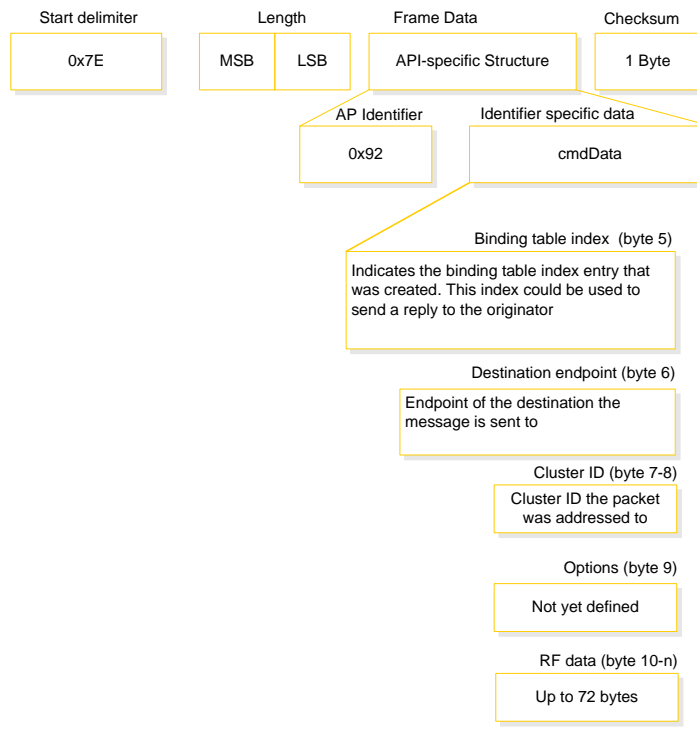 Start delimiter
Length
Frame Data
Checksum
0x7E
MSB
LSB
API-specific Structure
1 Byte
AP Identifier
Identifier specific data
0x92
cmdData
Binding table index (byte 5)
Indicates the binding table index entry that
was created. This index could be used to
send a reply to the originator
Destination endpoint (byte 6)
Endpoint of the destination the
message is sent to
Cluster ID (byte 7-8)
Cluster ID the packet
was addressed to
Options (byte 9)
Not yet defined
RF data (byte 10-n)
Up to 72 bytes